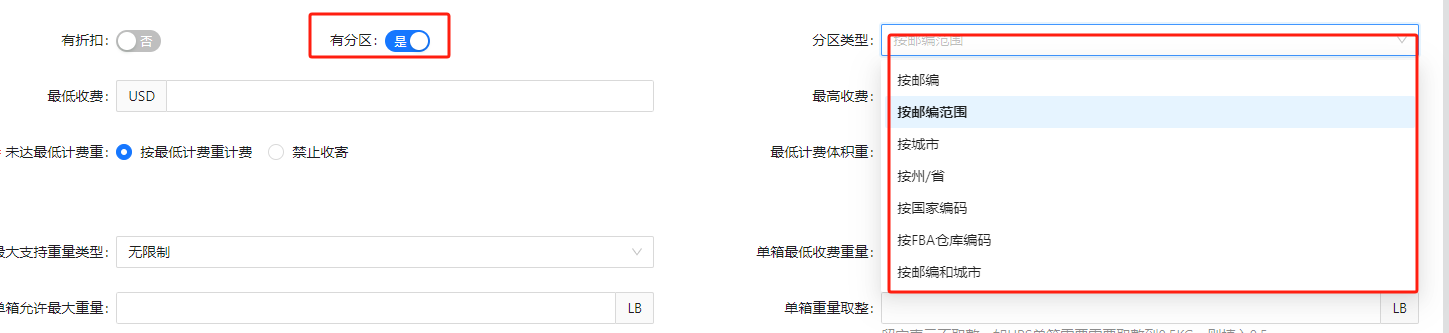 有折扣： 否 有分区： 是 分区类型： 按邮编范围
按邮编
最低收费： USD 最高收费：
按邮编范围
按城市
未达最低计费重： 按最低计费重计费 禁止收寄 最低计费体积重：
按州/省
按国家编码
按FBA仓库编码
最大支持重量类型： 无限制 单箱最低收费重量：
按邮编和城市
单箱允许最大重量： LB 单箱重量取整： LB